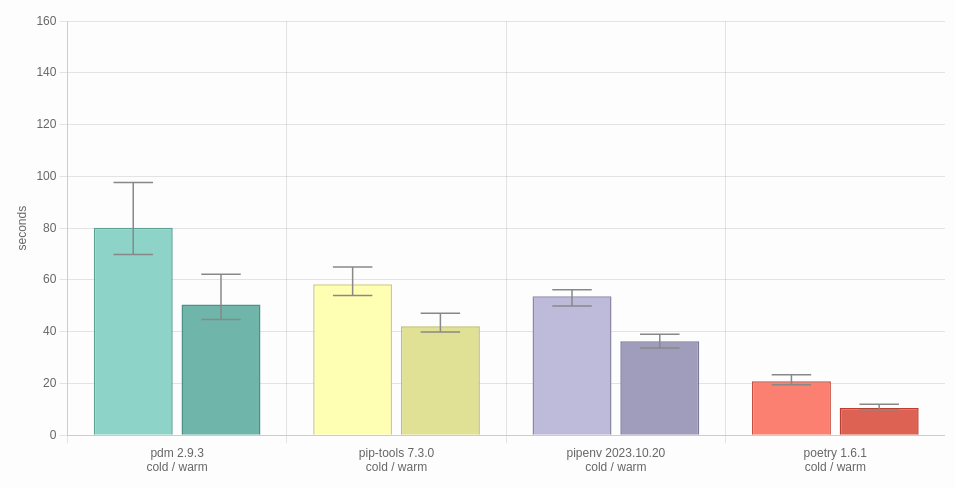 160
140
120
100
80
60
40
20
0
seconds
pdm 2.9.3
cold / warm
pip-tools 7.3.0
cold / warm
pipenv 2023.10.20
cold / warm
poetry 1.6.1
cold / warm